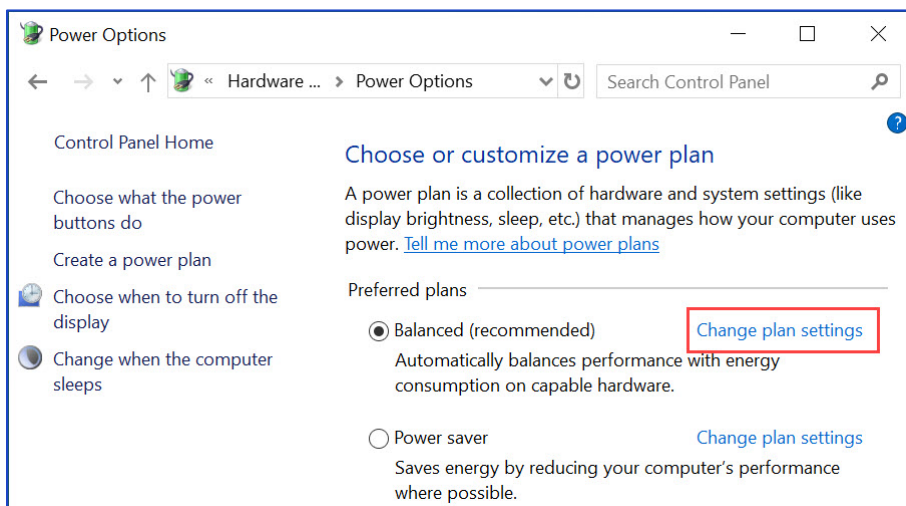 Power Options
« Hardware ... > Power Options
Search Control Panel
?
Control Panel Home
Choose what the power
buttons do
Create a power plan
Choose when to turn off the
display
Change when the computer
sleeps
Choose or customize a power plan
A power plan is a collection of hardware and system settings (like
display brightness, sleep, etc.) that manages how your computer uses
power. Tell me more about power plans
Preferred plans
Balanced (recommended) Change plan settings
Automatically balances performance with energy
consumption on capable hardware.
Power saver Change plan settings
Saves energy by reducing your computer's performance
where possible.